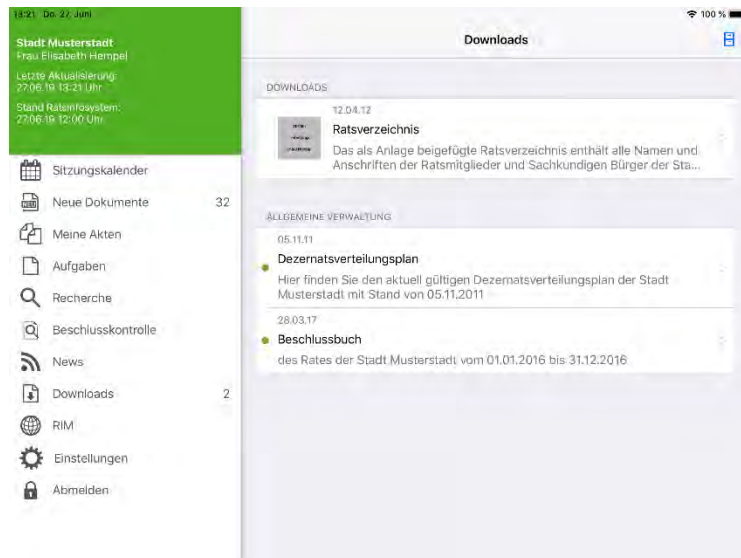 13:21 Do. 27. Juni
100 %
Stadt Musterstadt
Frau Elisabeth Hempel
Letzte Aktualisierung:
27.06.19 13:21 Uhr
Stand Ratsinfosystem:
27.06.19 12:00 Uhr
Sitzungskalender
Neue Dokumente 32
Meine Akten
Aufgaben
Recherche
Beschlusskontrolle
News
Downloads 2
RIM
Einstellungen
Abmelden
Downloads
DOWNLOADS
12.04.12
Ratsverzeichnis
Das als Anlage beigefügte Ratsverzeichnis enthält alle Namen und
Anschriften der Ratsmitglieder und Sachkundigen Bürger der Sta...
ALLGEMEINE VERWALTUNG
05.11.11
Dezernatsverteilungsplan
Hier finden Sie den aktuell gültigen Dezernatsverteilungsplan der Stadt
Musterstadt mit Stand von 05.11.2011
28.03.17
Beschlussbuch
des Rates der Stadt Musterstadt vom 01.01.2016 bis 31.12.2016